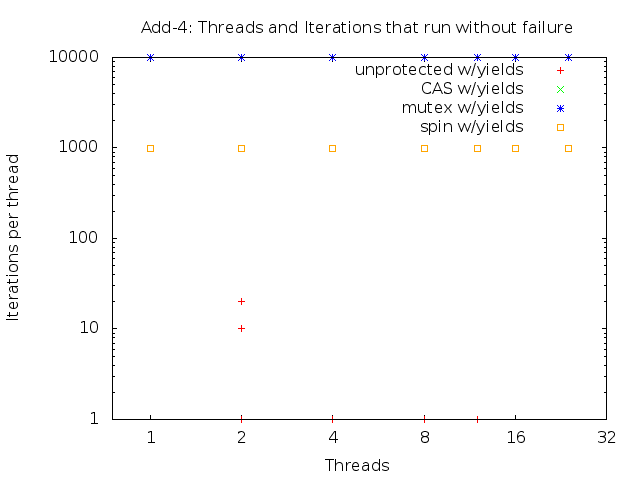 Add-4: Threads and Iterations that run without failure
10000
1000
100
10
1
Iterations per thread
unprotected w/yields
CAS w/yields
mutex w/yields
spin w/yields
1 2 4 8 16 32
Threads